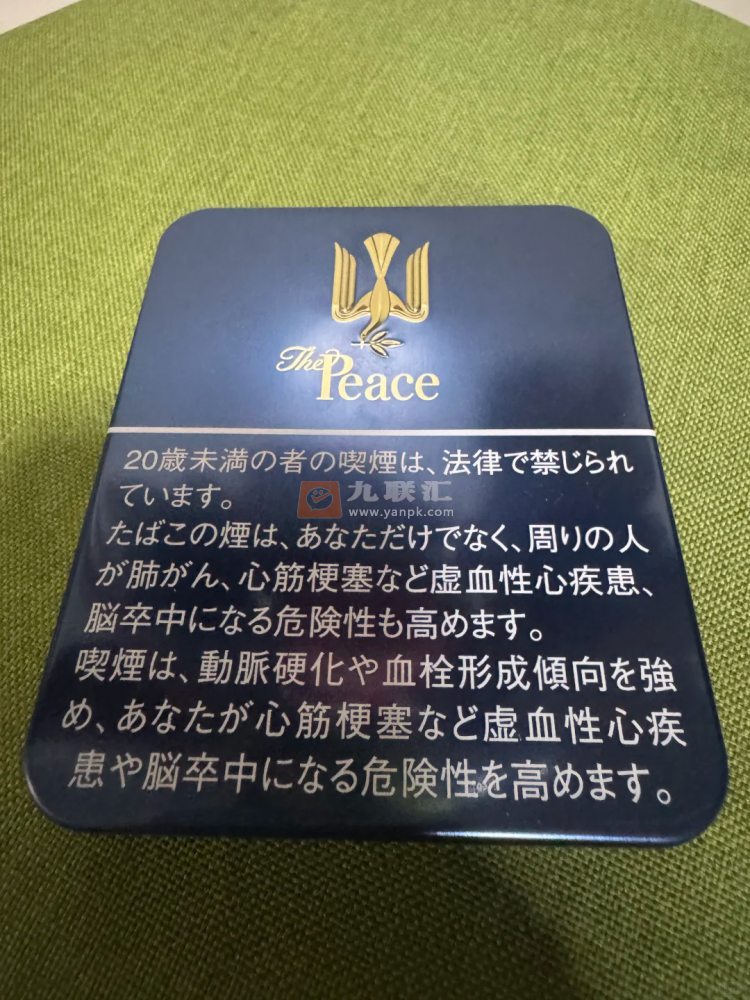 The Peace
20歳未満の者の喫煙は、法律で禁じられ
ています。
九联汇
www.yanpk.com
たばこの煙は、あなただけでなく、周りの人
が肺がん、心筋梗塞など虚血性心疾患、
脳卒中になる危険性も高めます。
喫煙は、動脈硬化や血栓形成傾向を強
め、あなたが心筋梗塞など虚血性心疾
患や脳卒中になる危険性を高めます。